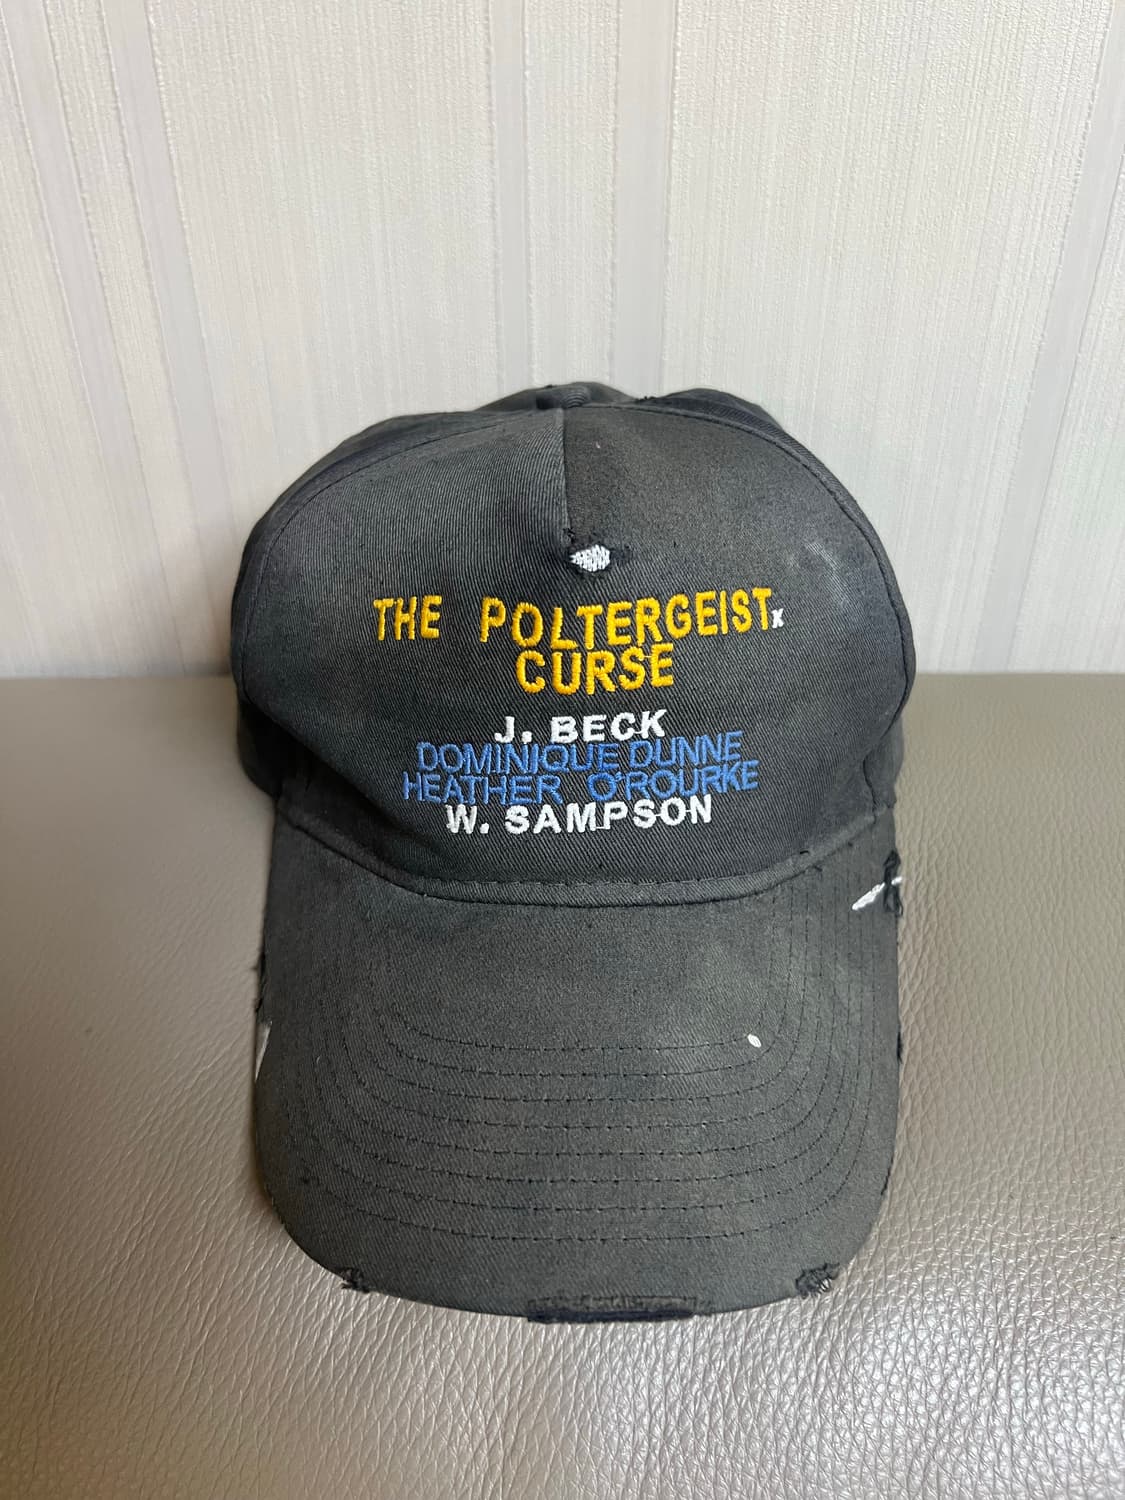 THE POLTERGEIST x
CURSE
J. BECK
DOMINIQUE DUNNE
HEATHER O'ROURKE
W. SAMPSON